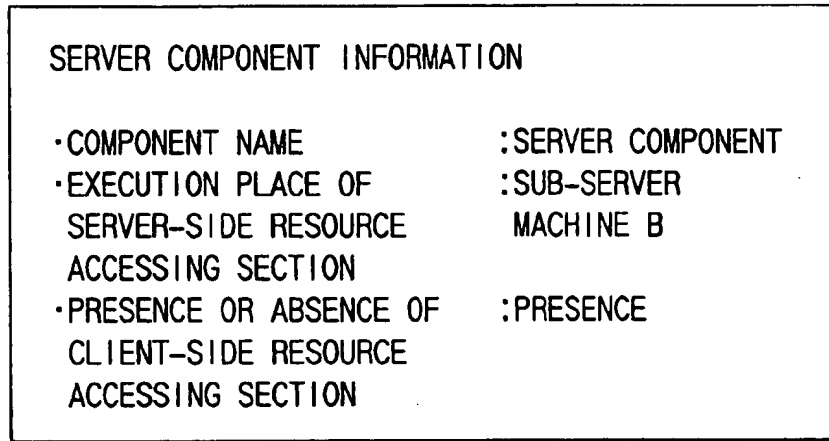 SERVER COMPONENT INFORMATION
·COMPONENT NAME :SERVER COMPONENT
·EXECUTION PLACE OF :SUB-SERVER
SERVER-SIDE RESOURCE MACHINE B
ACCESSING SECTION
·PRESENCE OR ABSENCE OF :PRESENCE
CLIENT-SIDE RESOURCE
ACCESSING SECTION